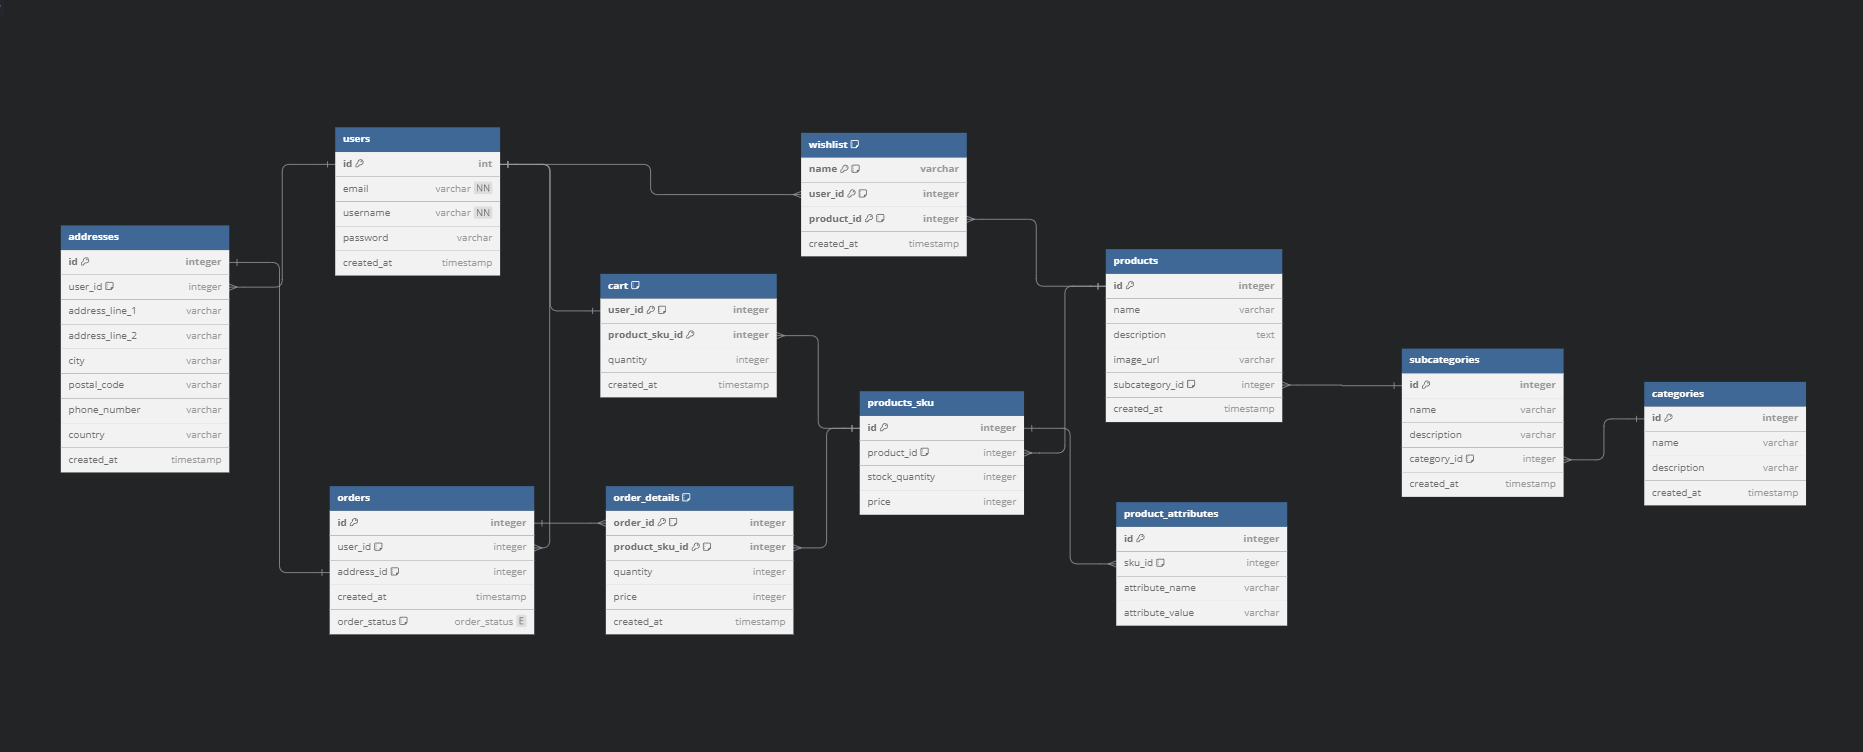 users
id int
email varchar NN
username varchar NN
password varchar
created_at timestamp
addresses
id integer
user_id integer
address_line_1 varchar
address_line_2 varchar
city varchar
postal_code varchar
phone_number varchar
country varchar
created_at timestamp
wishlist
name varchar
user_id integer
product_id integer
created_at timestamp
cart
user_id integer
product_sku_id integer
quantity integer
created_at timestamp
products
id integer
name varchar
description text
image_url varchar
subcategory_id integer
created_at timestamp
subcategories
id integer
name varchar
description varchar
category_id integer
created_at timestamp
categories
id integer
name varchar
description varchar
created_at timestamp
products_sku
id integer
product_id integer
stock_quantity integer
price integer
orders
id integer
user_id integer
address_id integer
created_at timestamp
order_status order_status E
order_details
order_id integer
product_sku_id integer
quantity integer
price integer
created_at timestamp
product_attributes
id integer
sku_id integer
attribute_name varchar
attribute_value varchar